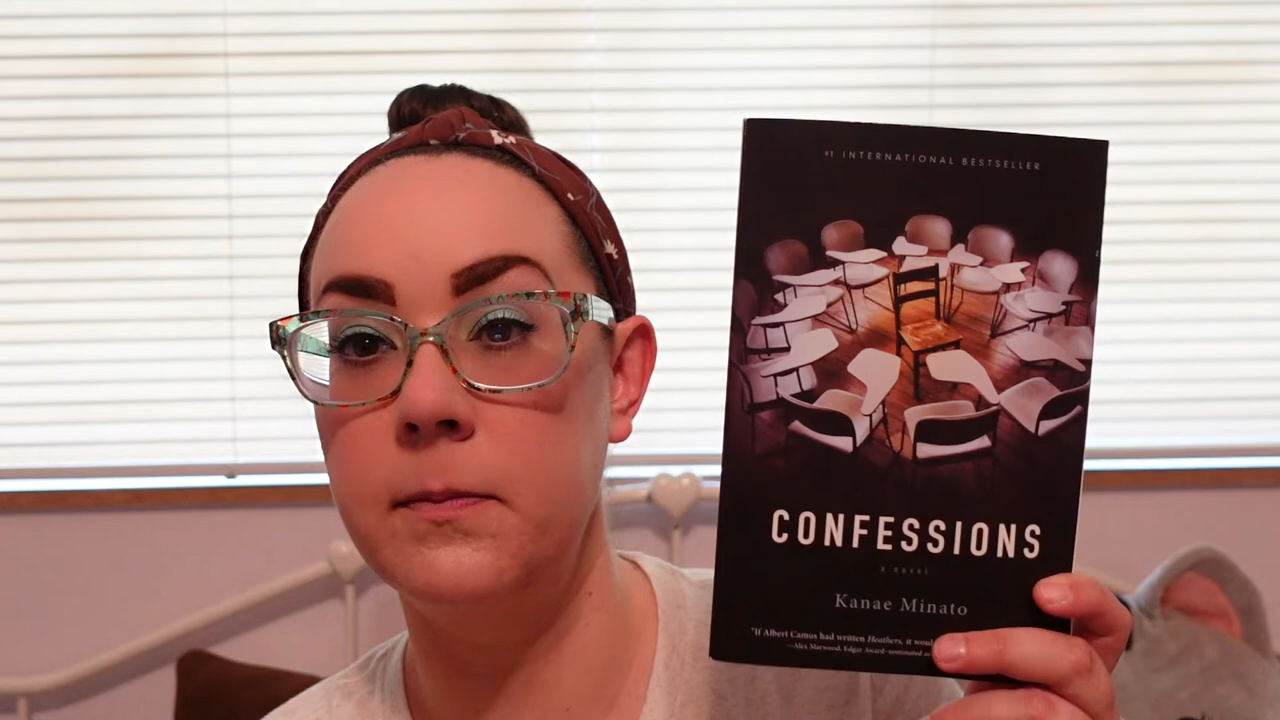 #1 INTERNATIONAL BESTSELLER
CONFESSIONS
a novel
Kanae Minato
"If Albert Camus had written Heathers, it woul
—Alex Marwood, Edgar Award–nominated